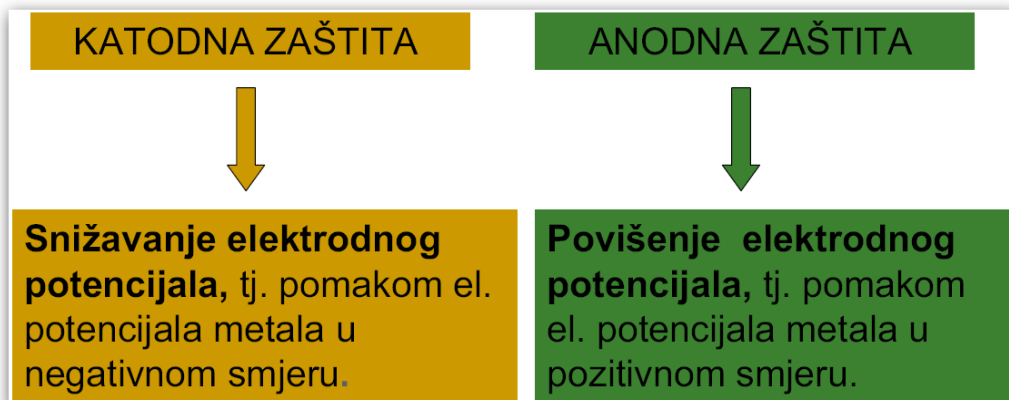 KATODNA ZAŠTITA
ANODNA ZAŠTITA
Snižavanje elektrodnog
potencijala, tj. pomakom el.
potencijala metala u
negativnom smjeru.
Povišenje elektrodnog
potencijala, tj. pomakom
el. potencijala metala u
pozitivnom smjeru.